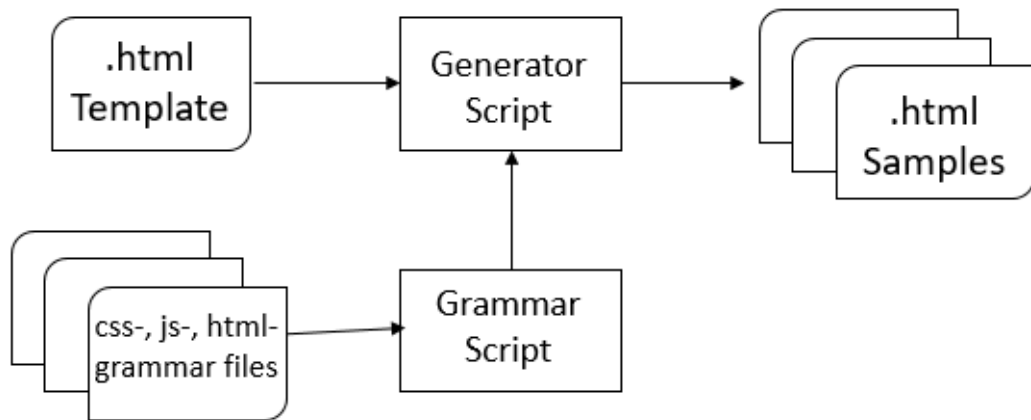 .html
Template
Generator
Script
.html
Samples
css-, js-, html-
grammar files
Grammar
Script